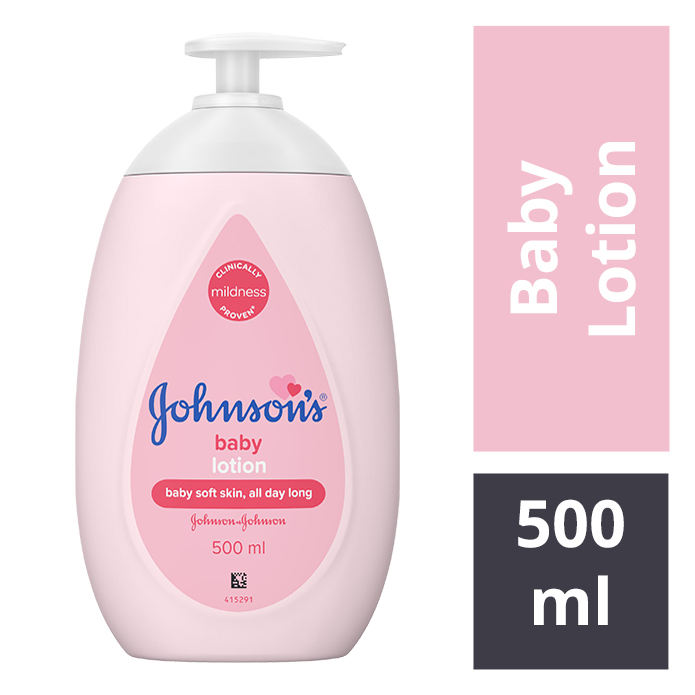 CLINICALLY
mildness
PROVEN*
Johnson's®
baby
lotion
baby soft skin, all day long
Johnson & Johnson
500 ml
415291
Baby
Lotion
500
ml